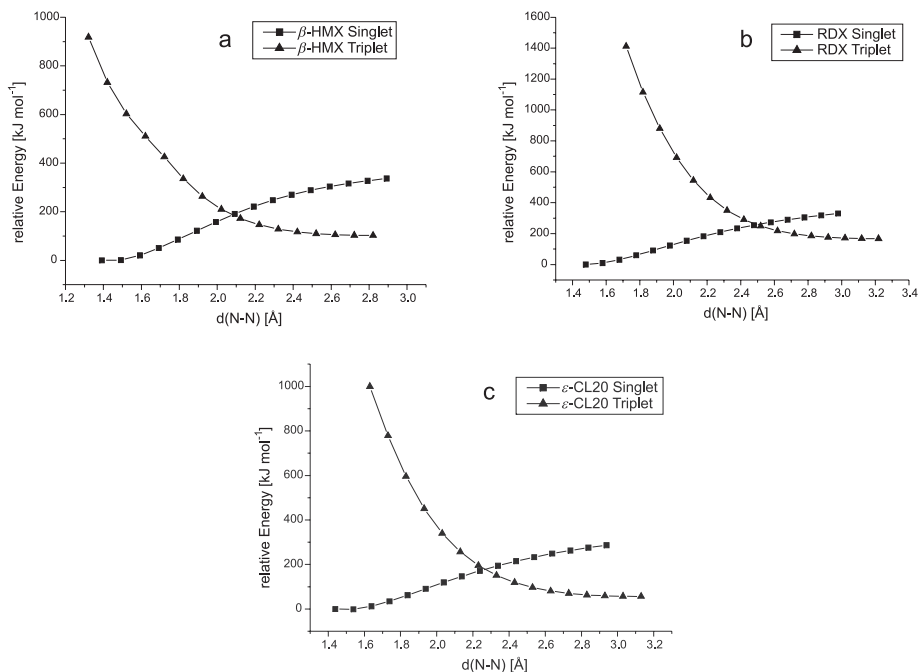 a
β-HMX Singlet
β-HMX Triplet
relative Energy [kJ mol⁻¹]
1000
800
600
400
200
0
1.2 1.4 1.6 1.8 2.0 2.2 2.4 2.6 2.8 3.0
d(N-N) [Å]
b
RDX Singlet
RDX Triplet
relative Energy [kJ mol⁻¹]
1600
1400
1200
1000
800
600
400
200
0
1.4 1.6 1.8 2.0 2.2 2.4 2.6 2.8 3.0 3.2 3.4
d(N-N) [Å]
c
ε-CL20 Singlet
ε-CL20 Triplet
relative Energy [kJ mol⁻¹]
1000
800
600
400
200
0
1.4 1.6 1.8 2.0 2.2 2.4 2.6 2.8 3.0 3.2
d(N-N) [Å]